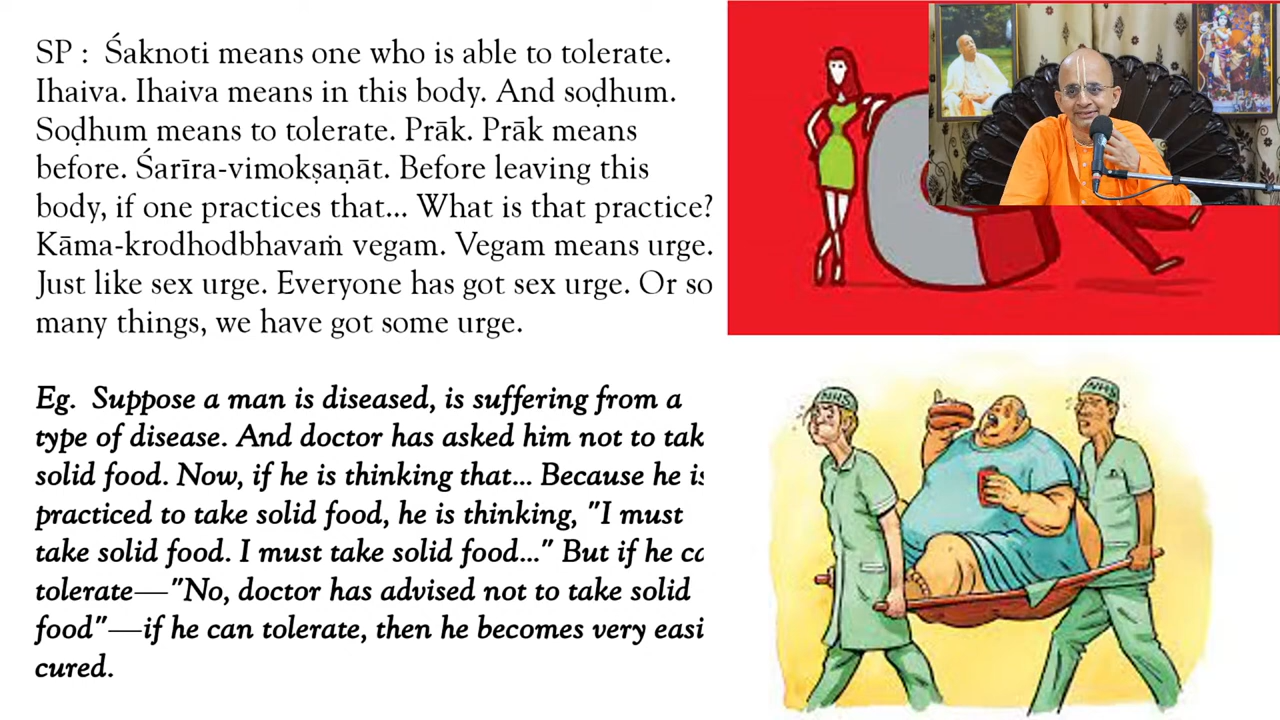 SP :  Śaknoti means one who is able to tolerate.
Ihaiva. Ihaiva means in this body. And soḍhum.
Soḍhum means to tolerate. Prāk. Prāk means
before. Śarīra-vimokṣaṇāt. Before leaving this
body, if one practices that... What is that practice?
Kāma-krodhodbhavaṁ vegam. Vegam means urge.
Just like sex urge. Everyone has got sex urge. Or so
many things, we have got some urge.
Eg.  Suppose a man is diseased, is suffering from a
type of disease. And doctor has asked him not to tak
solid food. Now, if he is thinking that... Because he is
practiced to take solid food, he is thinking, "I must
take solid food. I must take solid food..." But if he ca
tolerate—"No, doctor has advised not to take solid
food"—if he can tolerate, then he becomes very easi
cured.
NHS
NHS